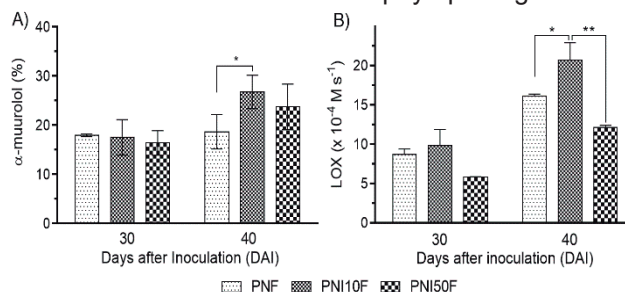 A)
*
α-muurolol (%)
40
30
20
10
0
30
40
Days after Inoculation (DAI)
B)
*
**
LOX (x 10⁻⁴ M s⁻¹)
20
15
10
5
0
30
40
Days after inoculation (DAI)
PNF
PNI10F
PNI50F